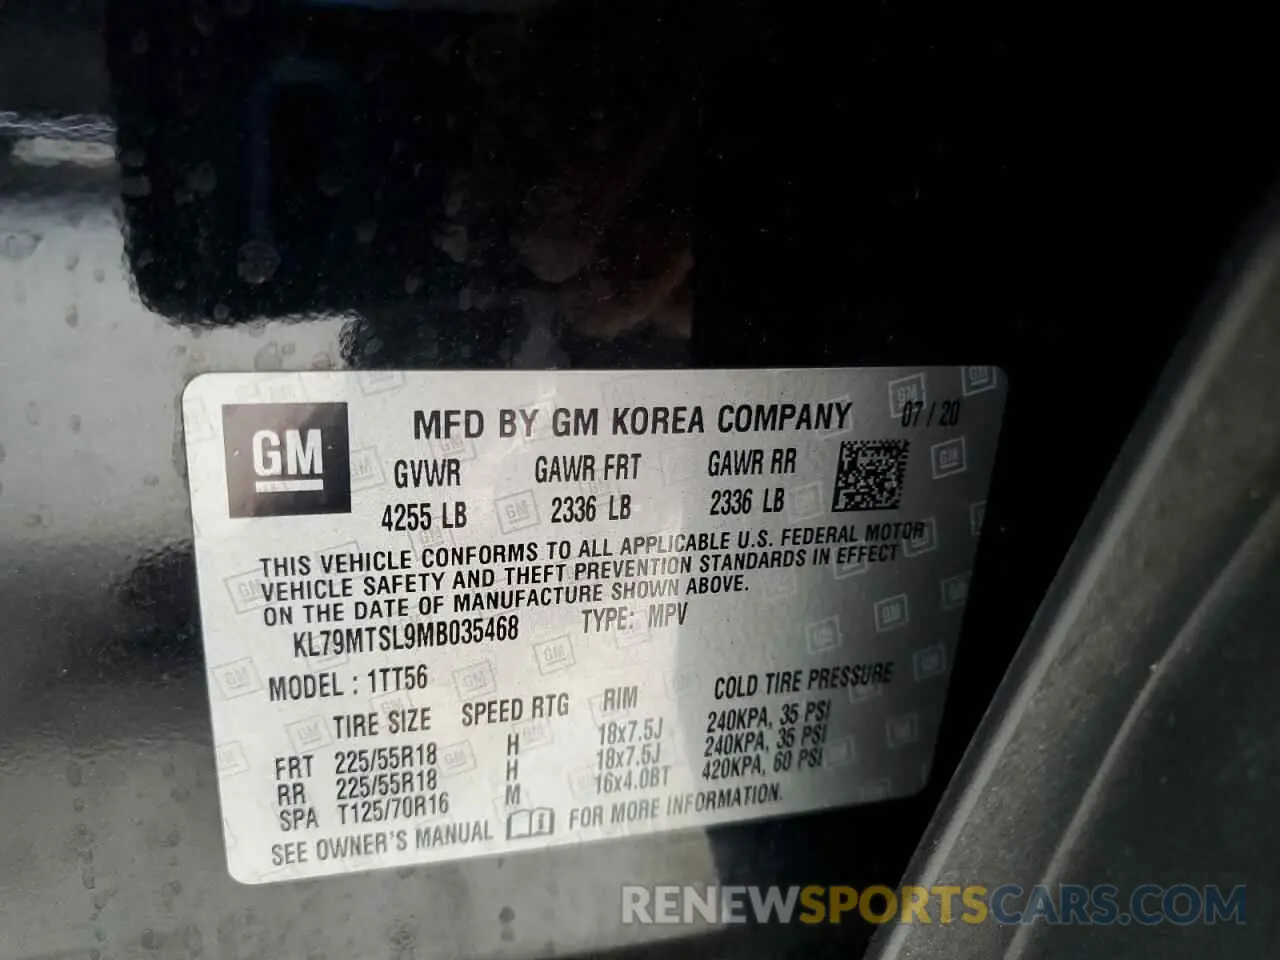 GM
MFD BY GM KOREA COMPANY 07/20
GVWR GAWR FRT GAWR RR
4255 LB 2336 LB 2336 LB
THIS VEHICLE CONFORMS TO ALL APPLICABLE U.S. FEDERAL MOTOR
VEHICLE SAFETY AND THEFT PREVENTION STANDARDS IN EFFECT
ON THE DATE OF MANUFACTURE SHOWN ABOVE.
KL79MTSL9MB035468 TYPE: MPV
MODEL : 1TT56
TIRE SIZE SPEED RTG RIM COLD TIRE PRESSURE
FRT 225/55R18 H 18x7.5J 240KPA, 35 PSI
RR 225/55R18 H 18x7.5J 240KPA, 35 PSI
SPA T125/70R16 M 16x4.0BT 420KPA, 60 PSI
SEE OWNER'S MANUAL FOR MORE INFORMATION.
RENEWSPORTSCARS.COM